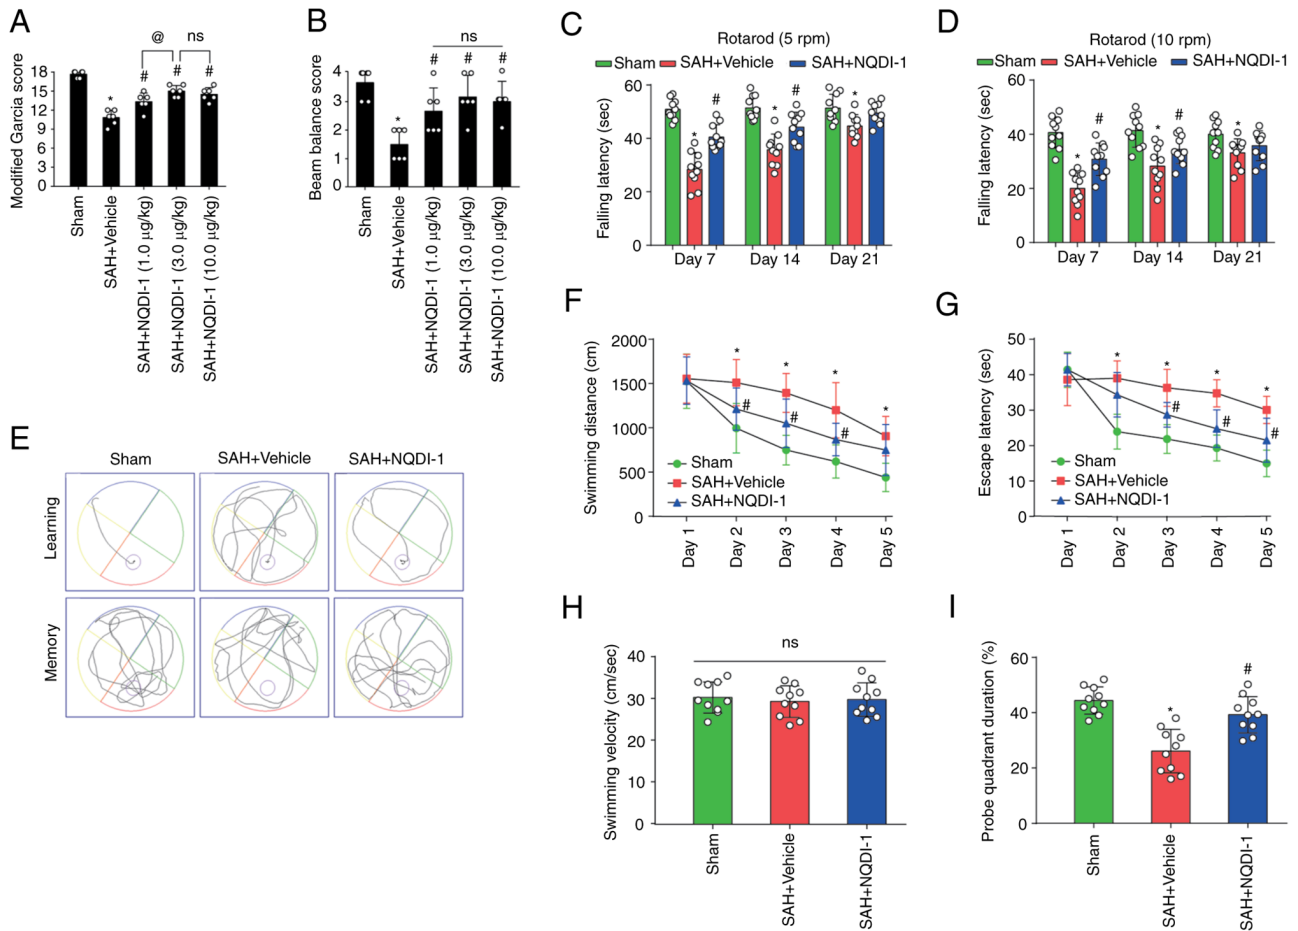 A
@
ns
Modified Garcia score
18
15
12
9
6
3
0
*
#
#
#
Sham
SAH+Vehicle
SAH+NQDI-1 (1.0 μg/kg)
SAH+NQDI-1 (3.0 μg/kg)
SAH+NQDI-1 (10.0 μg/kg)
B
ns
Beam balance score
4
3
2
1
0
*
#
#
#
Sham
SAH+Vehicle
SAH+NQDI-1 (1.0 μg/kg)
SAH+NQDI-1 (3.0 μg/kg)
SAH+NQDI-1 (10.0 μg/kg)
C
Rotarod (5 rpm)
Sham SAH+Vehicle SAH+NQDI-1
Falling latency (sec)
60
40
20
0
*
#
*
#
*
Day 7 Day 14 Day 21
D
Rotarod (10 rpm)
Sham SAH+Vehicle SAH+NQDI-1
Falling latency (sec)
60
40
20
0
*
#
*
#
*
Day 7 Day 14 Day 21
E
Sham SAH+Vehicle SAH+NQDI-1
Learning
Memory
F
Swimming distance (cm)
2000
1500
1000
500
0
* * * *
# # #
Sham
SAH+Vehicle
SAH+NQDI-1
Day 1
Day 2
Day 3
Day 4
Day 5
G
Escape latency (sec)
50
40
30
20
10
0
* * * *
# # #
Sham
SAH+Vehicle
SAH+NQDI-1
Day 1
Day 2
Day 3
Day 4
Day 5
H
ns
Swimming velocity (cm/sec)
40
30
20
10
0
Sham
SAH+Vehicle
SAH+NQDI-1
I
Probe quadrant duration (%)
60
40
20
0
*
#
Sham
SAH+Vehicle
SAH+NQDI-1